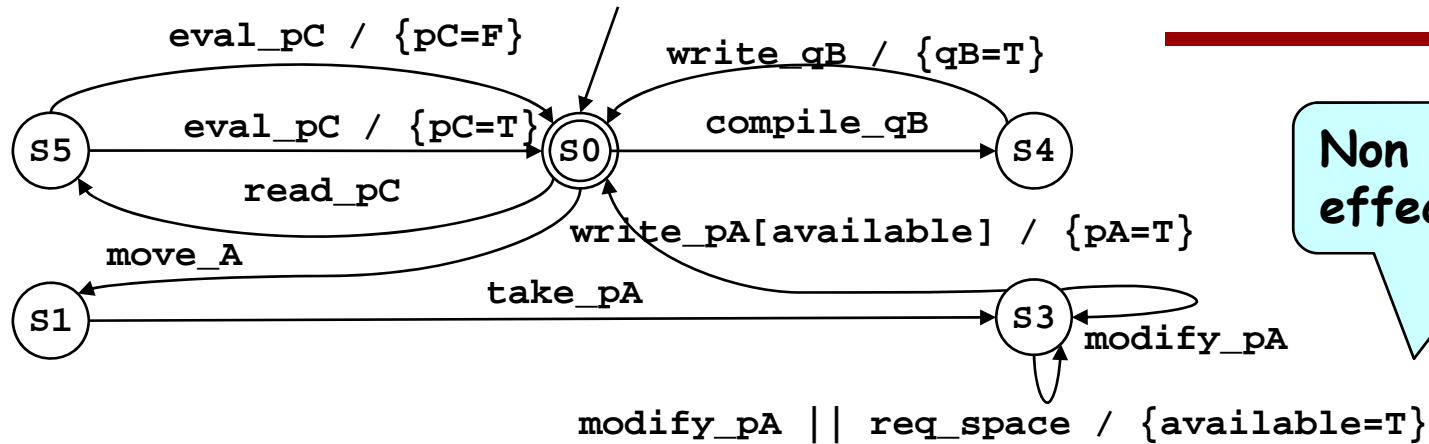 eval_pC / {pC=F}
write_qB / {qB=T}
eval_pC / {pC=T}
compile_qB
S5
S0
S4
Non
read_pC
write_pA[available] / {pA=T}
move_A
take_pA
S1
S3
modify_pA
modify_pA || req_space / {available=T}